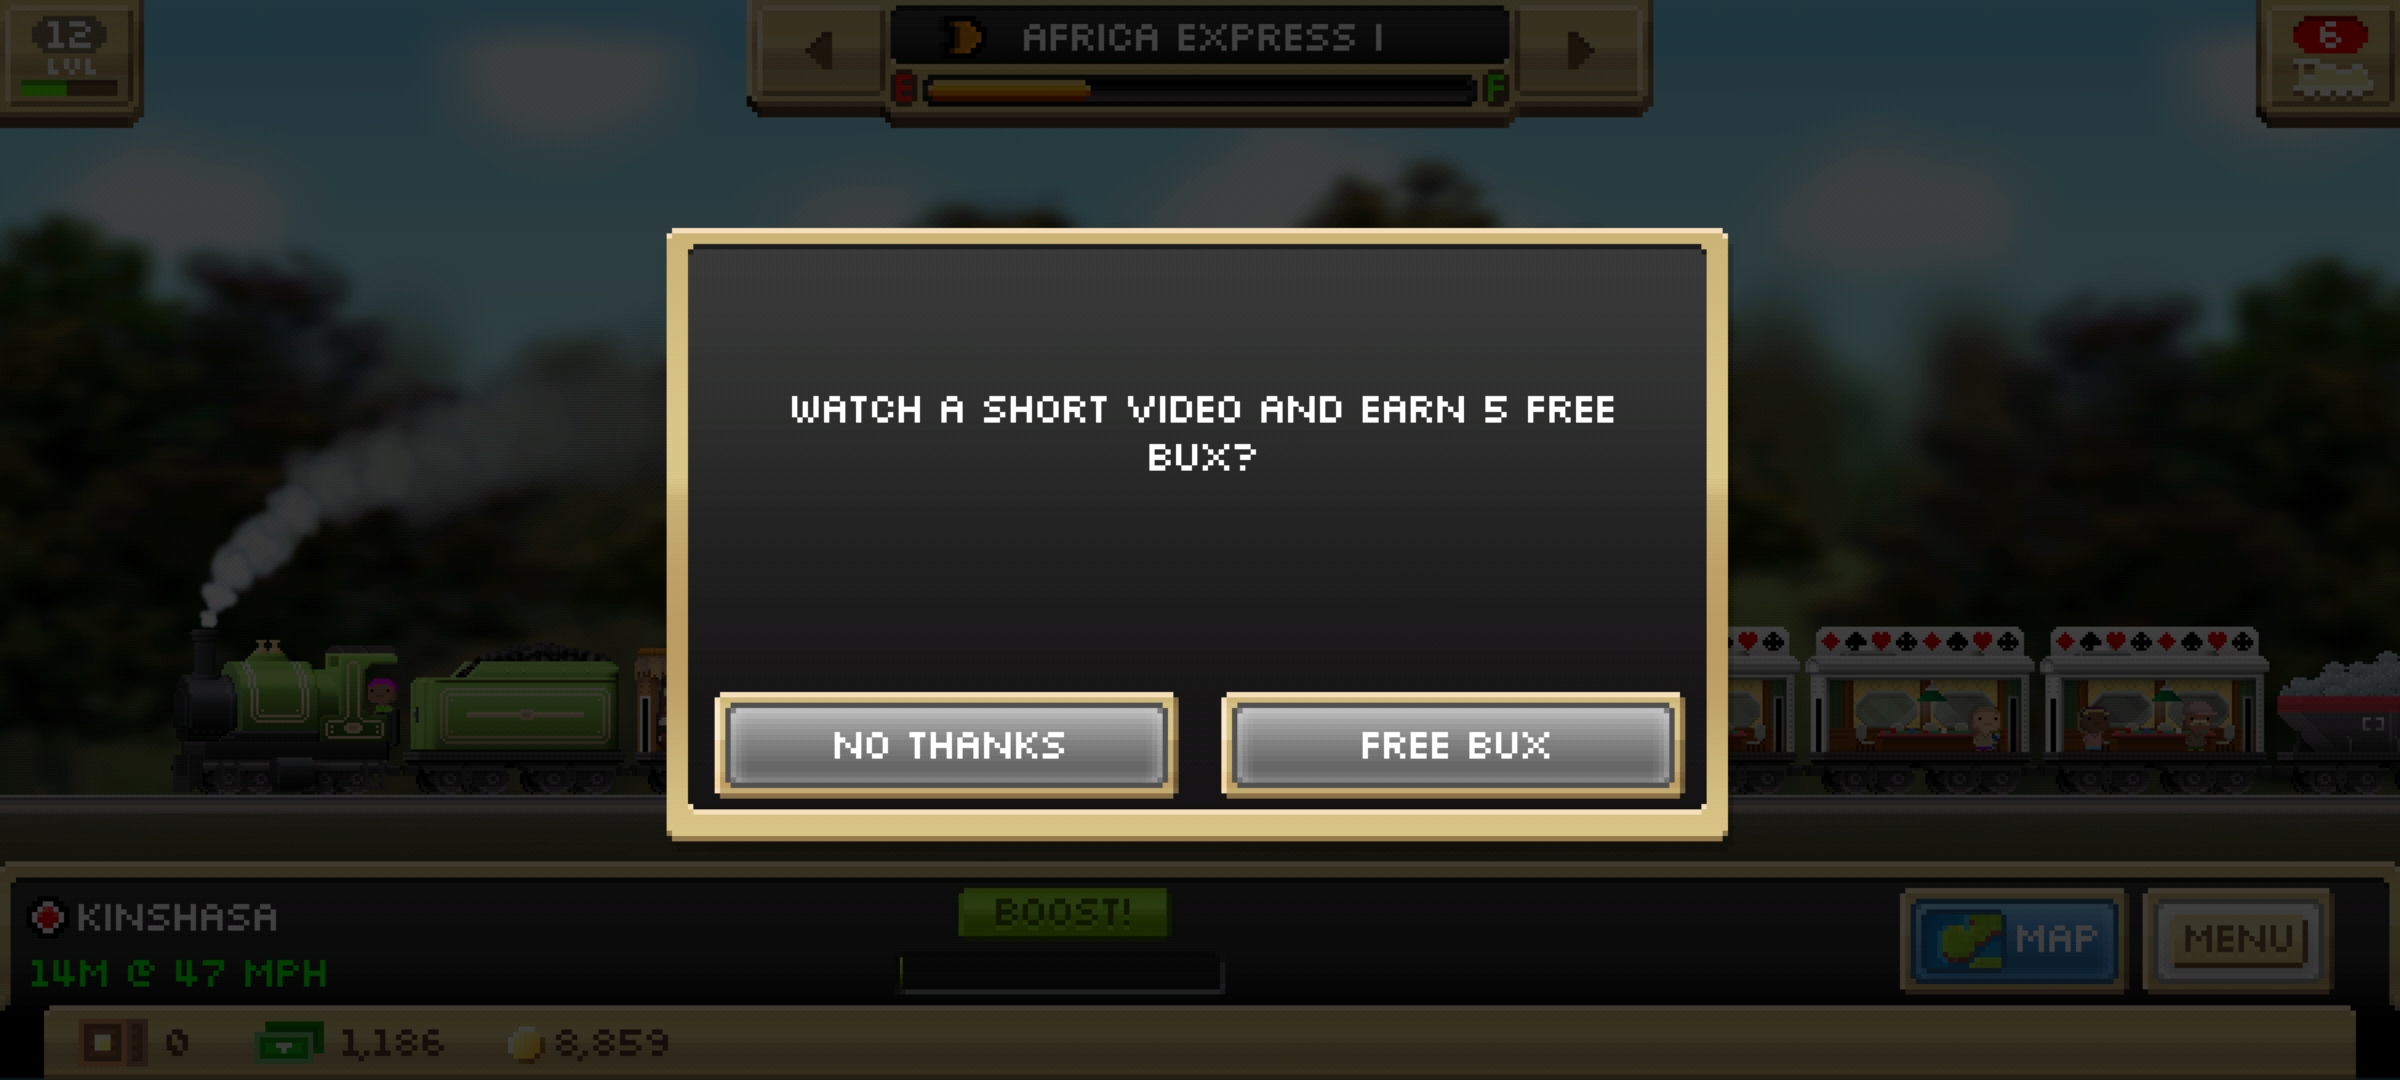 12
LVL
AFRICA EXPRESS I
E
F
6
WATCH A SHORT VIDEO AND EARN 5 FREE
BUX?
NO THANKS
FREE BUX
KINSHASA
14M @ 47 MPH
BOOST!
MAP
MENU
0
1,186
8,859